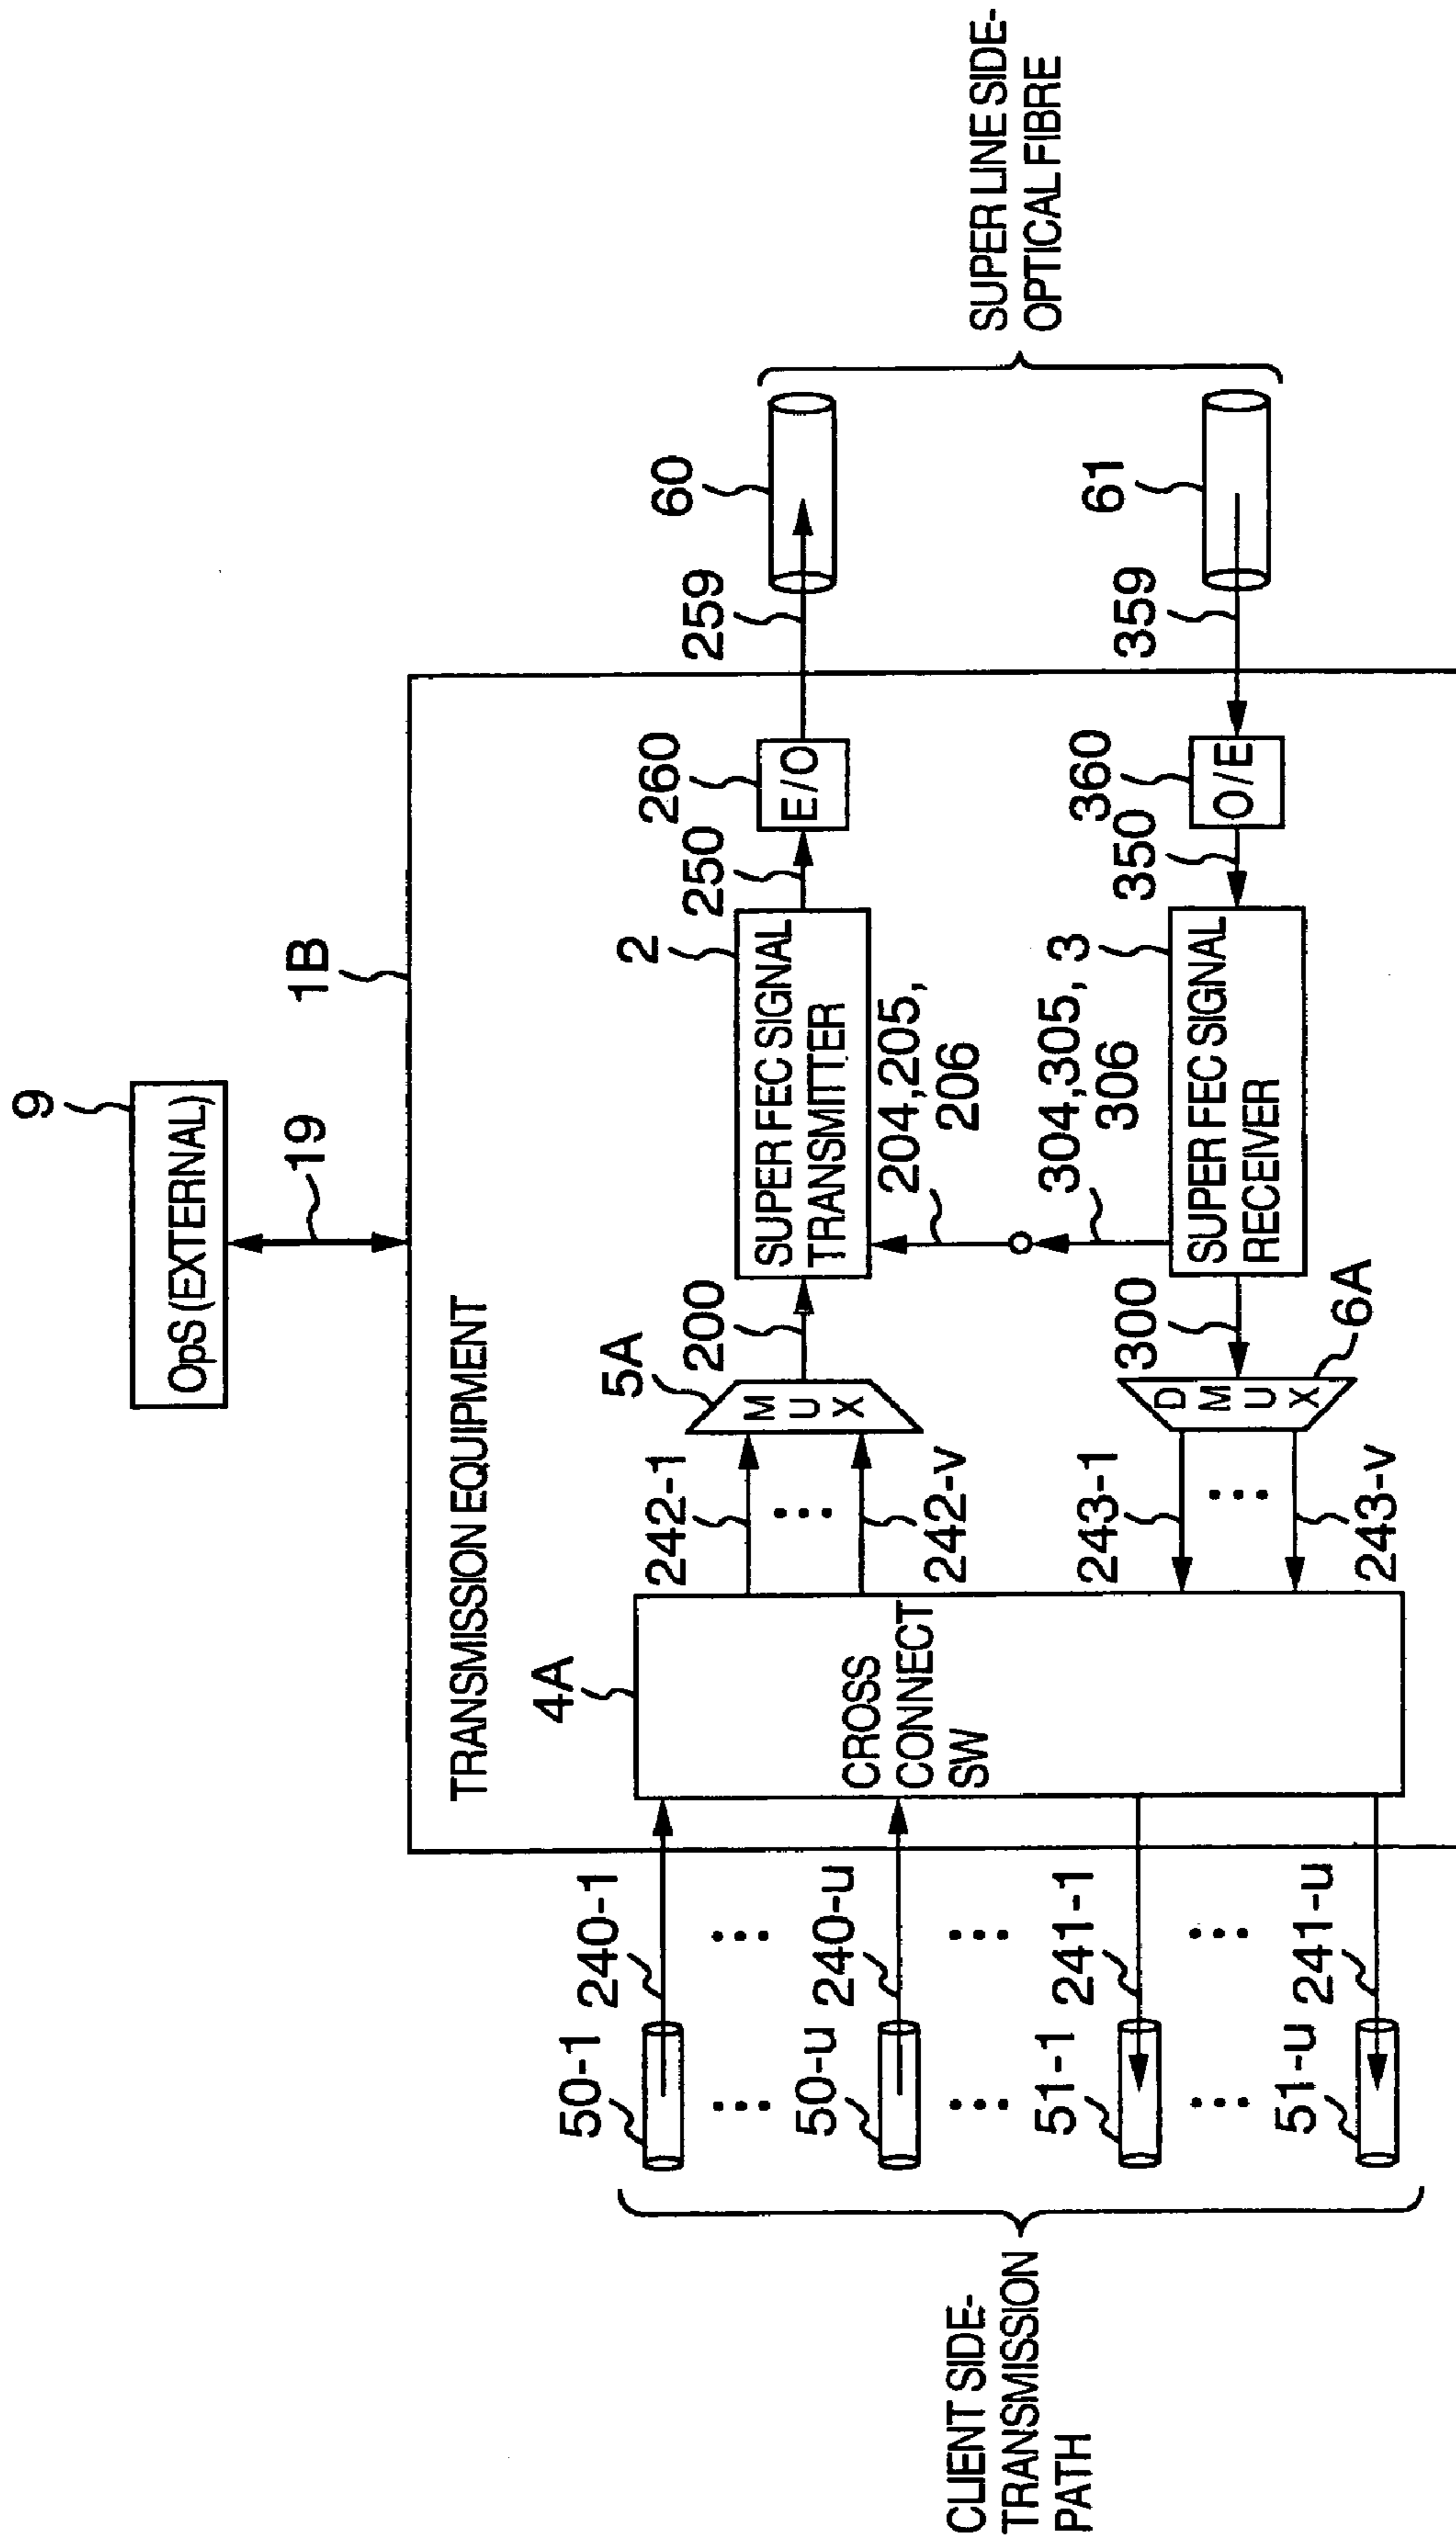 9
OpS (EXTERNAL)
19
1B
TRANSMISSION EQUIPMENT
50-1
240-1
4A
242-1
5A
M
U
X
200
2
SUPER FEC SIGNAL
TRANSMITTER
250
260
E/O
259
60
50-u
240-u
242-v
204,205,
206
CROSS
CONNECT
SW
51-1
241-1
243-1
300
304,305,
306
3
SUPER FEC SIGNAL
RECEIVER
350
360
O/E
359
61
51-u
241-u
243-v
D
M
U
X
6A
CLIENT SIDE-
TRANSMISSION
PATH
SUPER LINE SIDE-
OPTICAL FIBRE